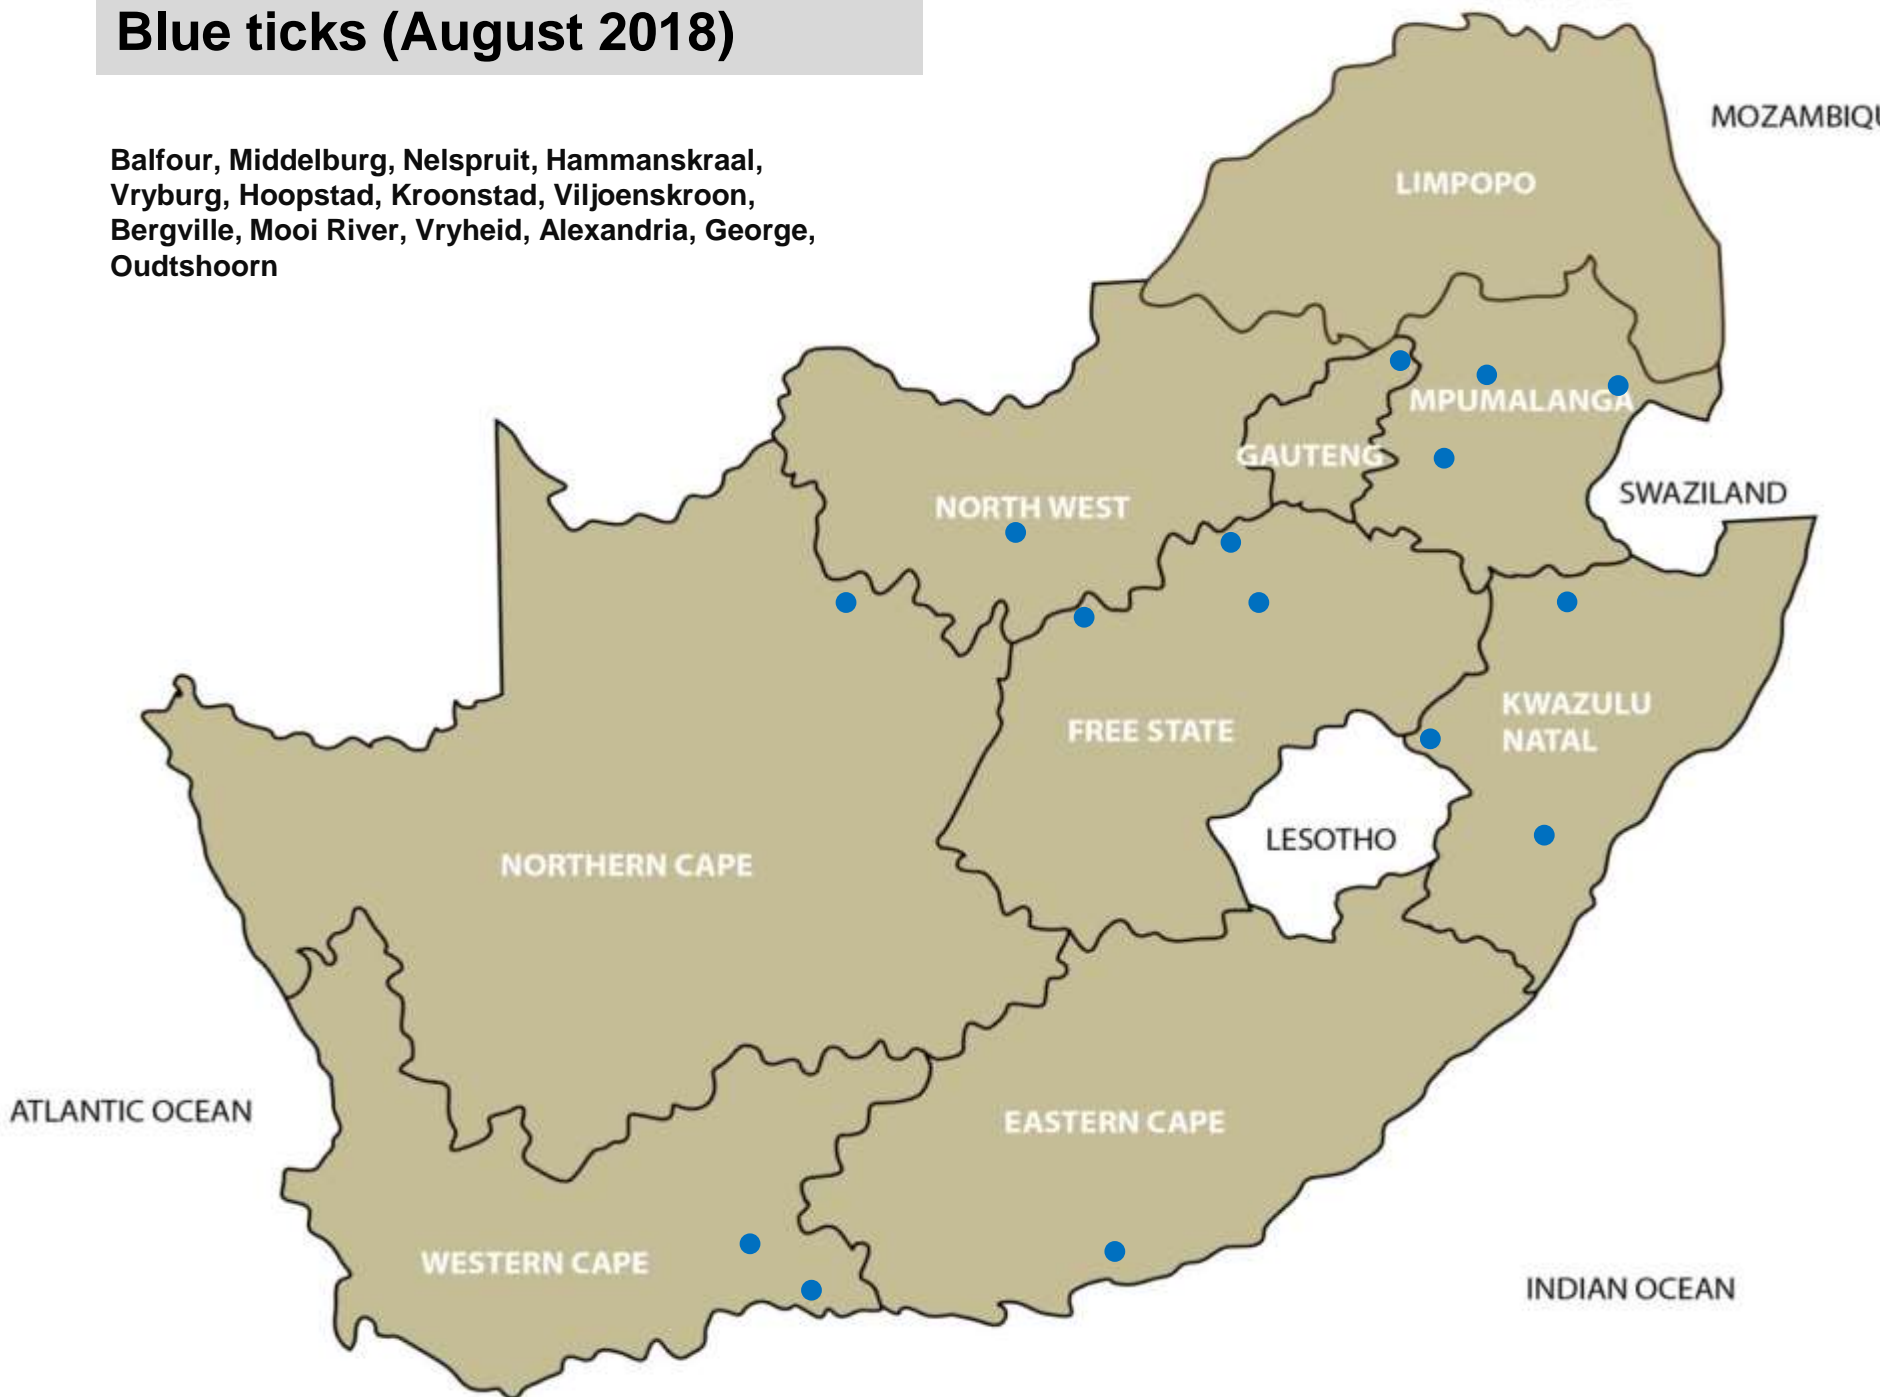 Blue ticks (August 2018)
Balfour, Middelburg, Nelspruit, Hammanskraal,
Vryburg, Hoopstad, Kroonstad, Viljoenskroon,
Bergville, Mooi River, Vryheid, Alexandria, George,
Oudtshoorn
MOZAMBIQU
LIMPOPO
MPUMALANGA
GAUTENG
SWAZILAND
NORTH WEST
KWAZULU
NATAL
FREE STATE
LESOTHO
NORTHERN CAPE
ATLANTIC OCEAN
EASTERN CAPE
WESTERN CAPE
INDIAN OCEAN